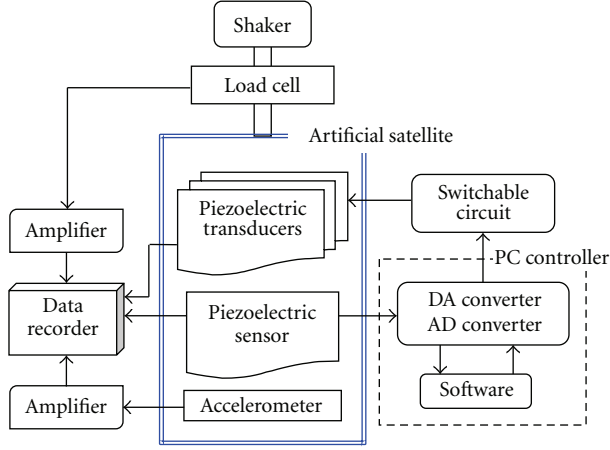 Shaker
Load cell
Artificial satellite
Piezoelectric
transducers
Switchable
circuit
Amplifier
PC controller
Data
recorder
Piezoelectric
sensor
DA converter
AD converter
Software
Amplifier
Accelerometer